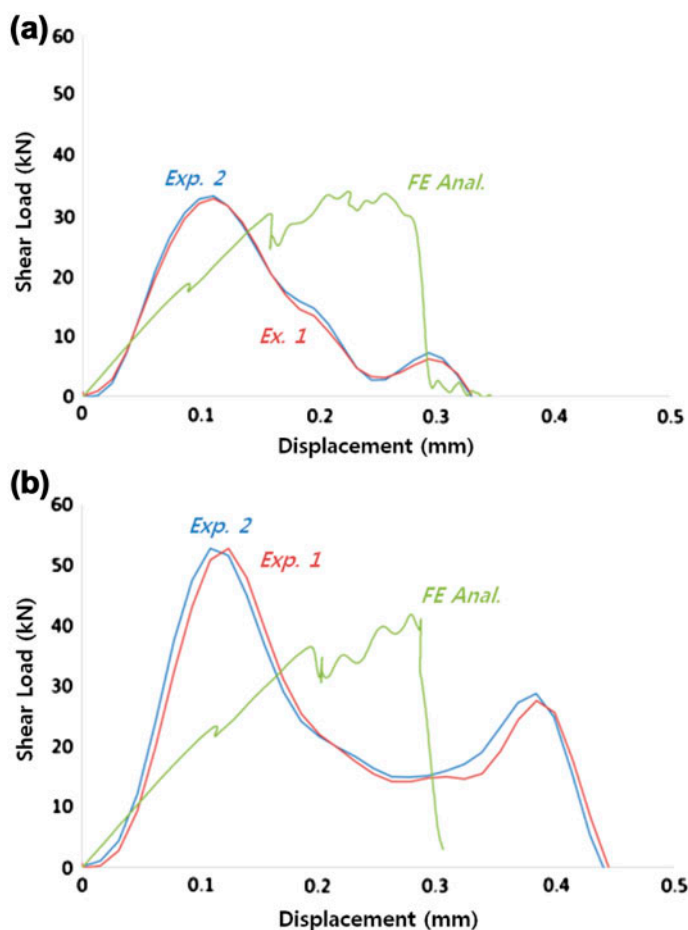 (a)
60
50
40
30
20
10
0
Shear Load (kN)
Exp. 2
FE Anal.
Ex. 1
0 0.1 0.2 0.3 0.4 0.5
Displacement (mm)
(b)
60
50
40
30
20
10
0
Shear Load (kN)
Exp. 2
Exp. 1
FE Anal.
0 0.1 0.2 0.3 0.4 0.5
Displacement (mm)